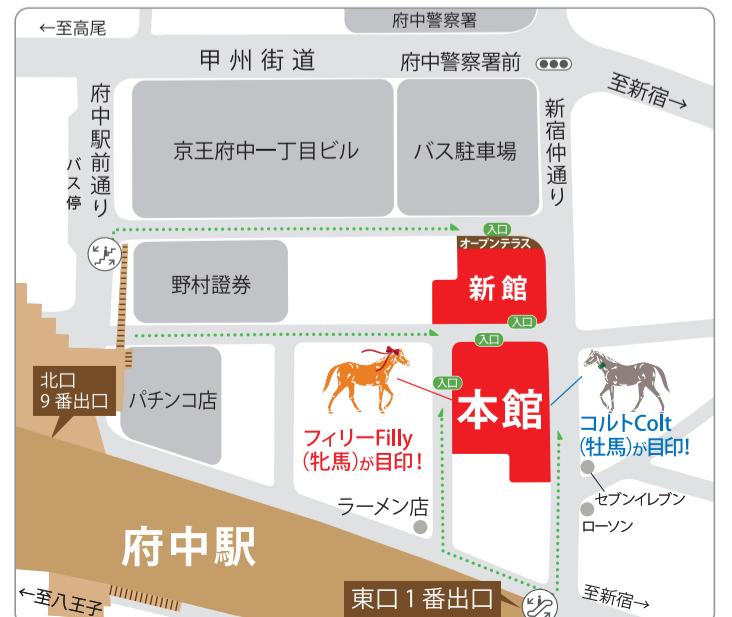 ←至高尾
府中警察署
甲州街道
府中警察署前
至新宿→
府中駅前通り
バス停
京王府中一丁目ビル
バス駐車場
新宿仲通り
入口
オープンテラス
野村證券
新館
入口
入口
北口
9番出口
パチンコ店
入口
本館
フィリーFilly
(牝馬)が目印!
コルトColt
(牡馬)が目印!
ラーメン店
セブンイレブン
ローソン
府中駅
←至八王子
東口1番出口
至新宿→